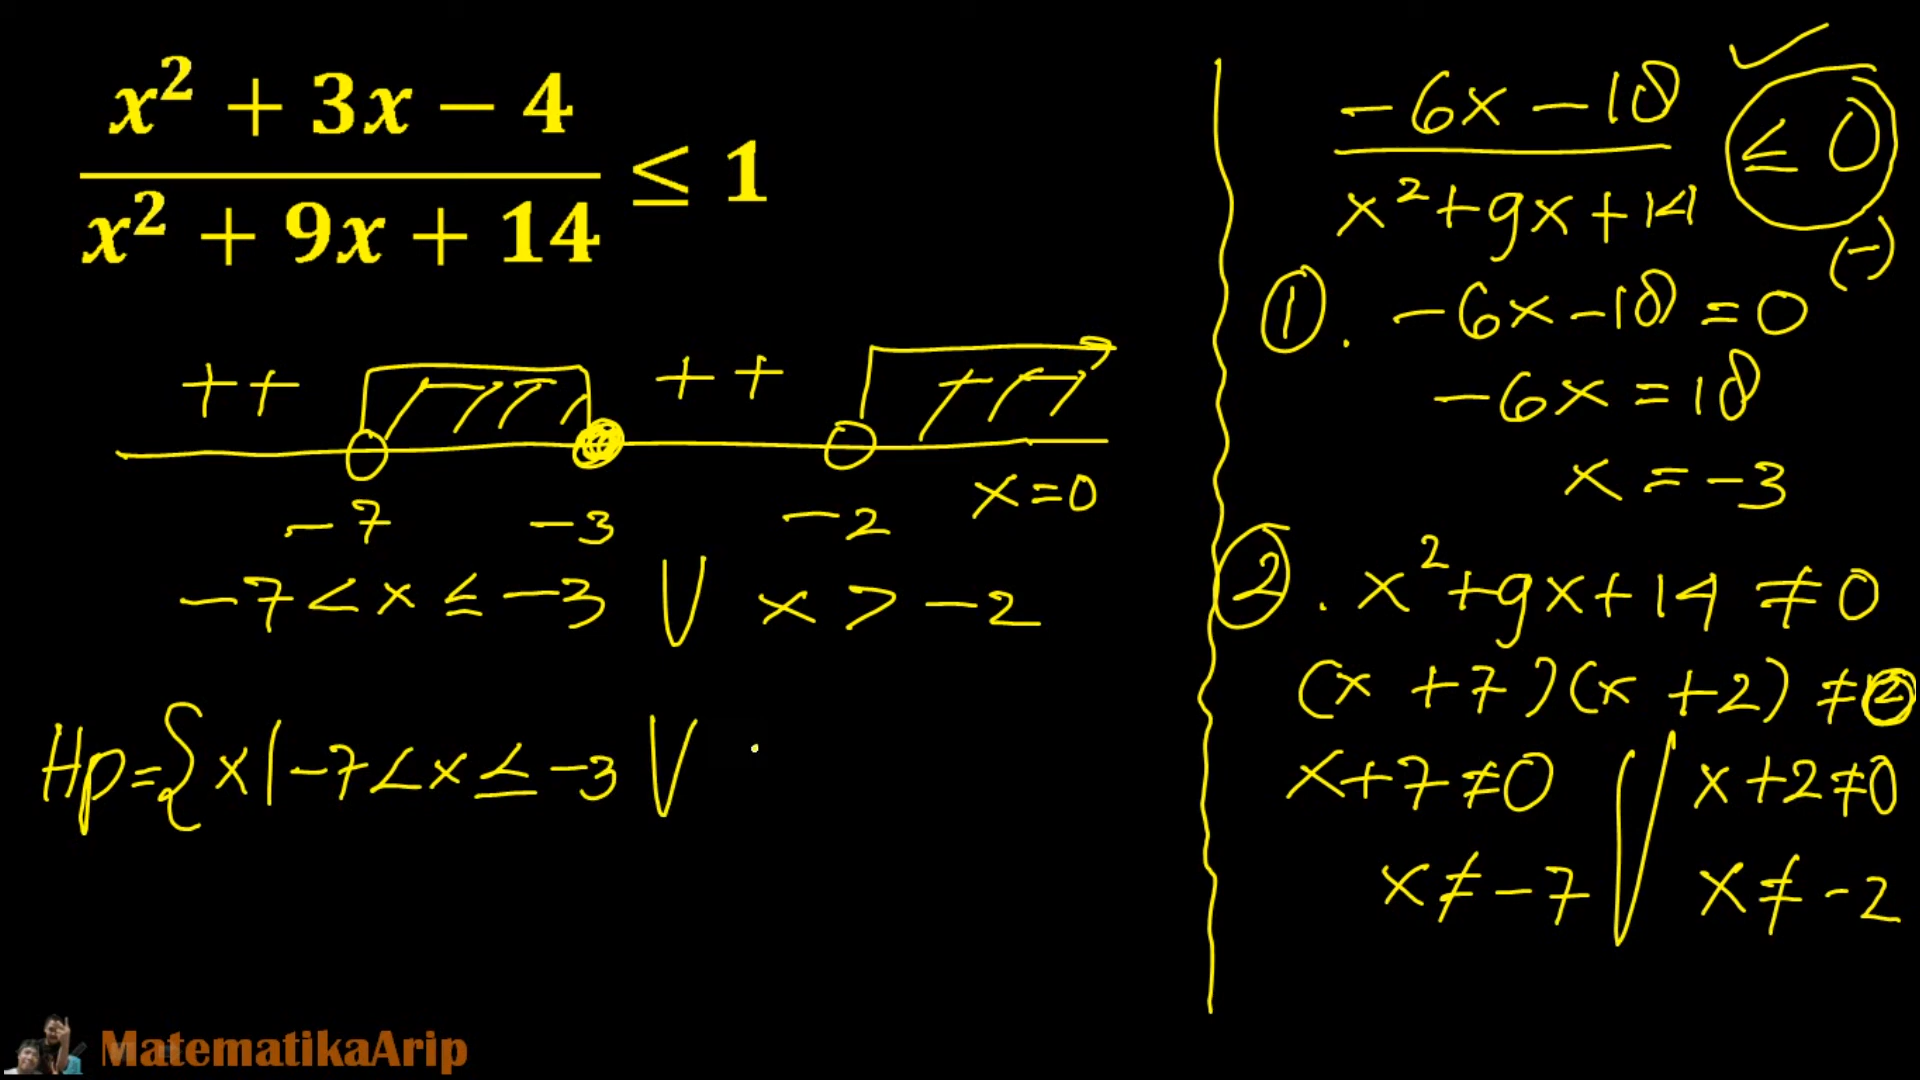 x² + 3x − 4
x² + 9x + 14
≤ 1
++ ++
-7 -3 -2 x=0
-7 < x ≤ -3 V x > -2
Hp={x|-7<x≤-3 V
-6x-18
x²+9x+14
≤ 0
(-)
1. -6x-18=0
-6x=18
x=-3
2. x²+9x+14≠0
(x+7)(x+2)≠
x+7≠0 V x+2≠0
x≠-7 x≠-2
MatematikaArip